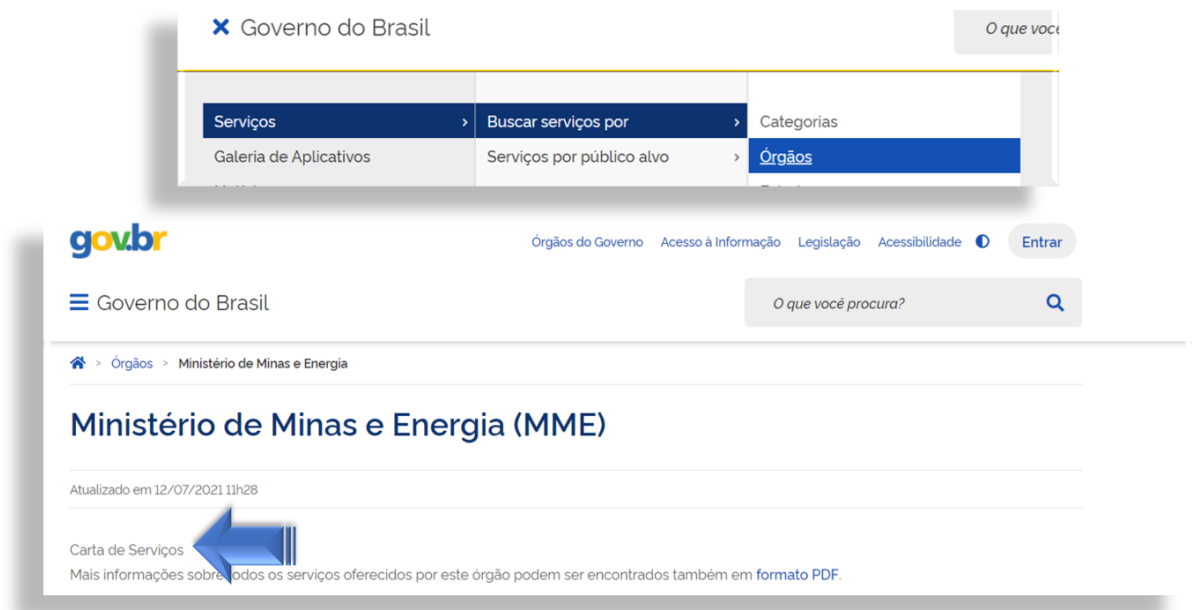 Governo do Brasil
O que você
Serviços
Buscar serviços por
Categorias
Galeria de Aplicativos
Serviços por público alvo
Órgãos
gov.br
Órgãos do Governo Acesso à Informação Legislação Acessibilidade Entrar
Governo do Brasil
O que você procura?
> Órgãos > Ministério de Minas e Energia
Ministério de Minas e Energia (MME)
Atualizado em 12/07/2021 11h28
Carta de Serviços
Mais informações sobre todos os serviços oferecidos por este órgão podem ser encontrados também em formato PDF.